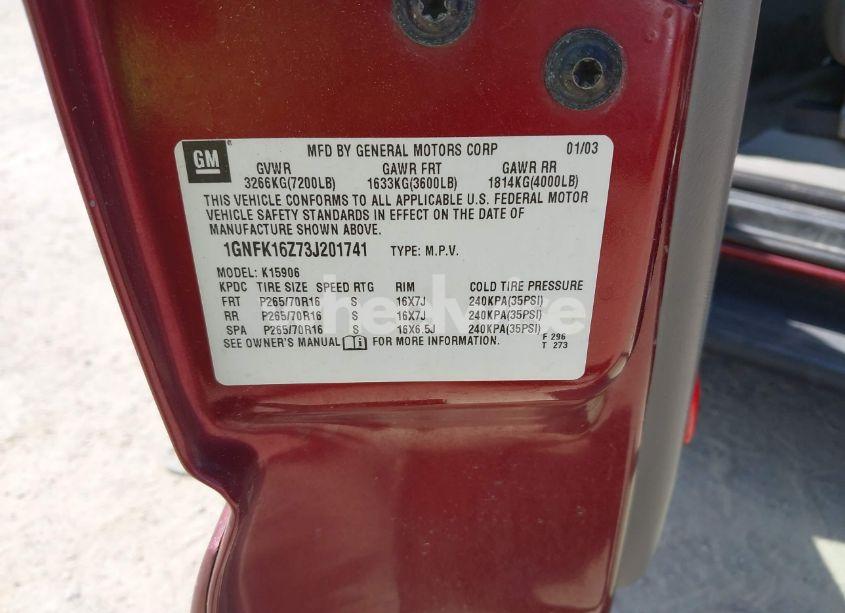 GM
MFD BY GENERAL MOTORS CORP 01/03
GVWR GAWR FRT GAWR RR
3266KG(7200LB) 1633KG(3600LB) 1814KG(4000LB)
THIS VEHICLE CONFORMS TO ALL APPLICABLE U.S. FEDERAL MOTOR
VEHICLE SAFETY STANDARDS IN EFFECT ON THE DATE OF
MANUFACTURE SHOWN ABOVE.
1GNFK16Z73J201741 TYPE: M.P.V.
MODEL: K15906
KPDC TIRE SIZE SPEED RTG RIM COLD TIRE PRESSURE
FRT P265/70R16 S 16X7J 240KPA(35PSI)
RR P265/70R16 S 16X7J 240KPA(35PSI)
SPA P265/70R16 S 16X6.5J 240KPA(35PSI)
SEE OWNER'S MANUAL FOR MORE INFORMATION.
F 296
T 273